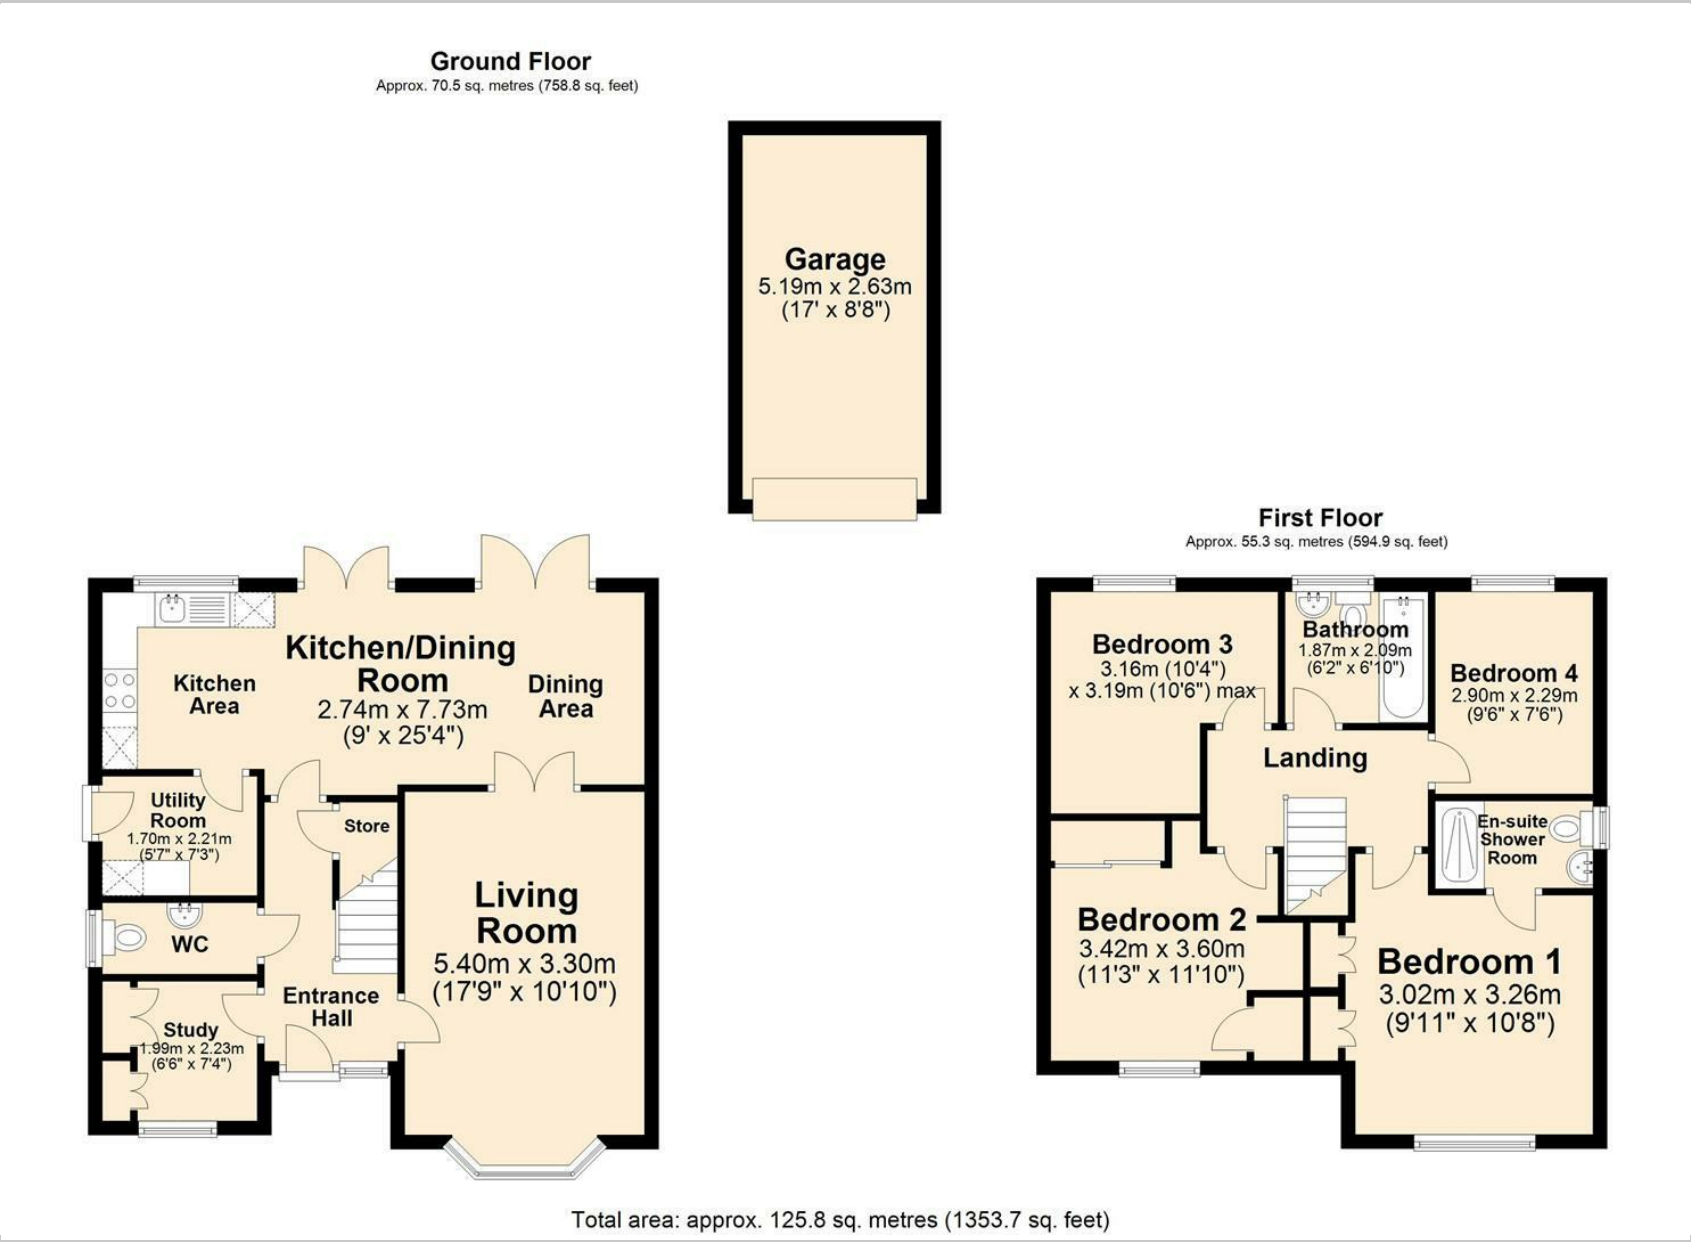 Ground Floor
Approx. 70.5 sq. metres (758.8 sq. feet)
Garage
5.19m x 2.63m
(17' x 8'8")
Kitchen/Dining
Room
2.74m x 7.73m
(9' x 25'4")
Kitchen
Area
Dining
Area
Utility
Room
1.70m x 2.21m
(5'7" x 7'3")
Store
Living
Room
5.40m x 3.30m
(17'9" x 10'10")
WC
Entrance
Hall
Study
1.99m x 2.23m
(6'6" x 7'4")
First Floor
Approx. 55.3 sq. metres (594.9 sq. feet)
Bedroom 3
3.16m (10'4")
x 3.19m (10'6") max
Bathroom
1.87m x 2.09m
(6'2" x 6'10")
Bedroom 4
2.90m x 2.29m
(9'6" x 7'6")
Landing
En-suite
Shower
Room
Bedroom 2
3.42m x 3.60m
(11'3" x 11'10")
Bedroom 1
3.02m x 3.26m
(9'11" x 10'8")
Total area: approx. 125.8 sq. metres (1353.7 sq. feet)